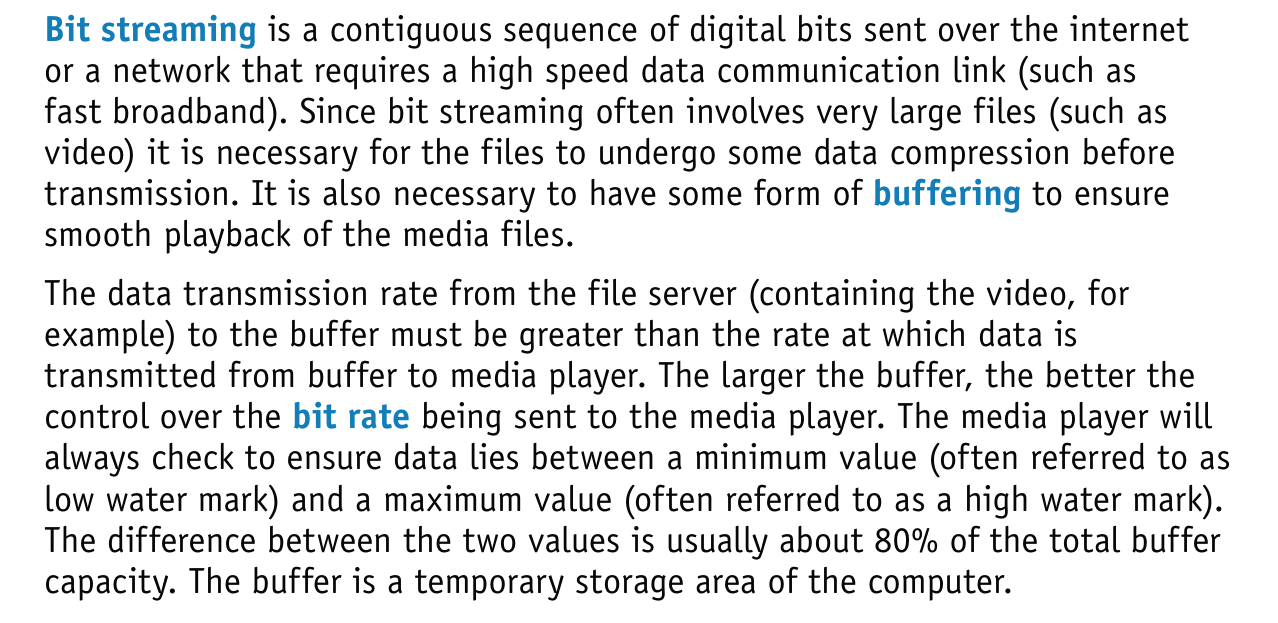 Bit streaming is a contiguous sequence of digital bits sent over the internet
or a network that requires a high speed data communication link (such as
fast broadband). Since bit streaming often involves very large files (such as
video) it is necessary for the files to undergo some data compression before
transmission. It is also necessary to have some form of buffering to ensure
smooth playback of the media files.
The data transmission rate from the file server (containing the video, for
example) to the buffer must be greater than the rate at which data is
transmitted from buffer to media player. The larger the buffer, the better the
control over the bit rate being sent to the media player. The media player will
always check to ensure data lies between a minimum value (often referred to as
low water mark) and a maximum value (often referred to as a high water mark).
The difference between the two values is usually about 80% of the total buffer
capacity. The buffer is a temporary storage area of the computer.